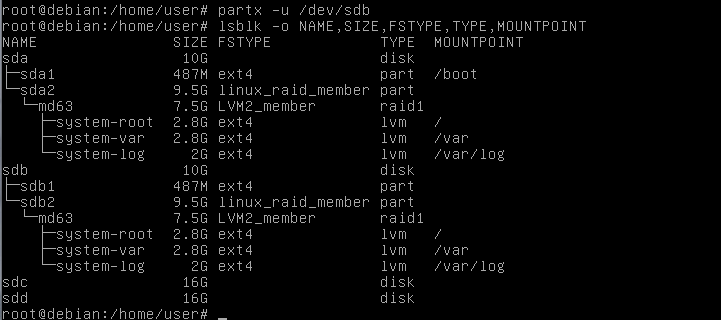 root@debian:/home/user# partx -u /dev/sdb
root@debian:/home/user# lsblk -o NAME,SIZE,FSTYPE,TYPE,MOUNTPOINT
NAME                SIZE FSTYPE            TYPE  MOUNTPOINT
sda                  10G                   disk
├─sda1              487M ext4              part  /boot
└─sda2              9.5G linux_raid_member part
  └─md63            7.5G LVM2_member       raid1
    ├─system-root   2.8G ext4              lvm   /
    ├─system-var    2.8G ext4              lvm   /var
    └─system-log      2G ext4              lvm   /var/log
sdb                  10G                   disk
├─sdb1              487M ext4              part
└─sdb2              9.5G linux_raid_member part
  └─md63            7.5G LVM2_member       raid1
    ├─system-root   2.8G ext4              lvm   /
    ├─system-var    2.8G ext4              lvm   /var
    └─system-log      2G ext4              lvm   /var/log
sdc                  16G                   disk
sdd                  16G                   disk
root@debian:/home/user# _